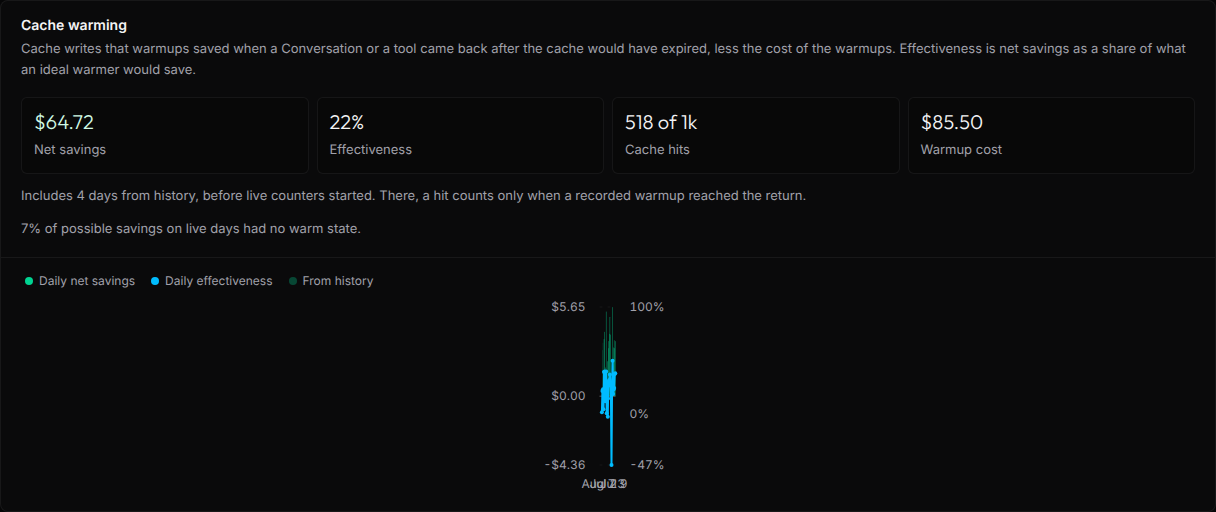 Cache warming
Cache writes that warmups saved when a Conversation or a tool came back after the cache would have expired, less the cost of the warmups. Effectiveness is net savings as a share of what
an ideal warmer would save.
$64.72
Net savings
22%
Effectiveness
518 of 1k
Cache hits
$85.50
Warmup cost
Includes 4 days from history, before live counters started. There, a hit counts only when a recorded warmup reached the return.
7% of possible savings on live days had no warm state.
Daily net savings
Daily effectiveness
From history
$5.65
100%
$0.00
0%
-$4.36
-47%